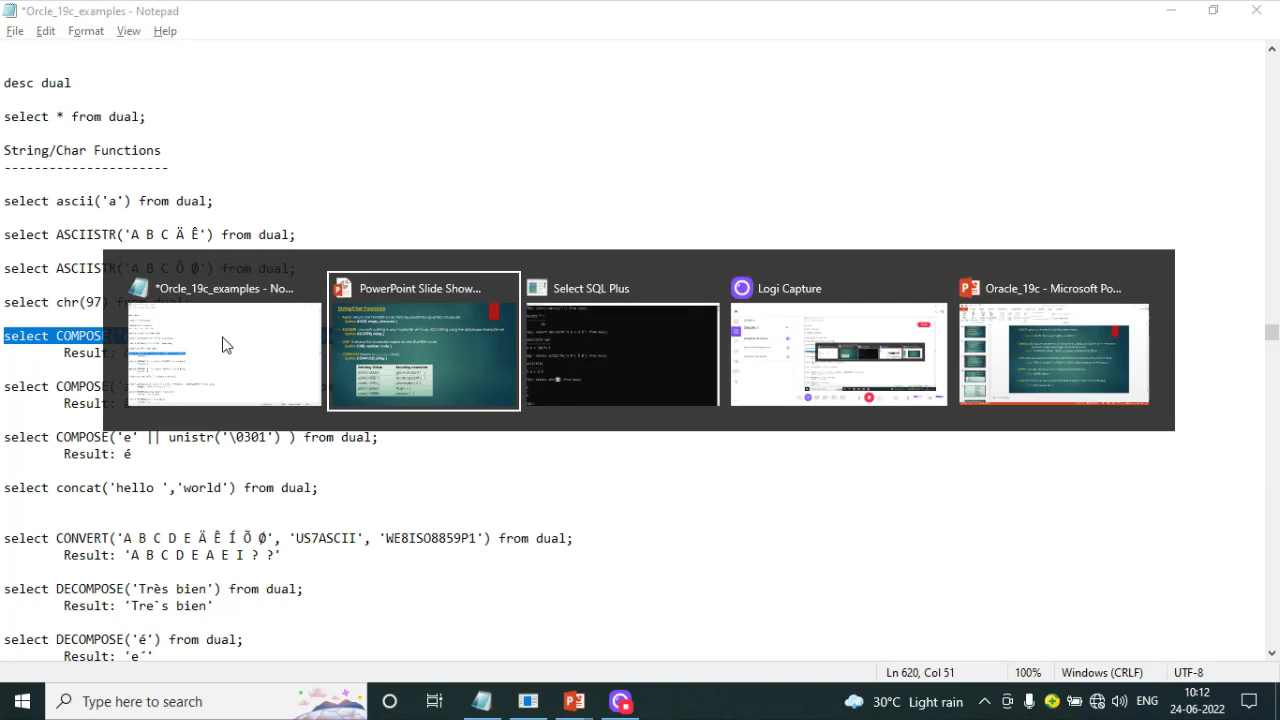 *Orcle_19c_examples - Notepad
File Edit Format View Help
desc dual
select * from dual;
String/Char Functions
----------------------
select ascii('a') from dual;
select ASCIISTR('A B C Ä Ê') from dual;
select ASCIISTR('A B C Õ Ø') from dual;
*Orcle_19c_examples - No... PowerPoint Slide Show... Select SQL Plus Logi Capture Oracle_19c - Microsoft Po...
String/Char Functions
select chr(97) from dual;
select COMPOS
Result:
select COMPOS
Result:
select COMPOSE('e' || unistr('\0301') ) from dual;
Result: é
select concat('hello ','world') from dual;
select CONVERT('A B C D E Ä Ê Í Õ Ø', 'US7ASCII', 'WE8ISO8859P1') from dual;
Result: 'A B C D E A E I ? ?'
select DECOMPOSE('Très bien') from dual;
Result: 'Tre`s bien'
select DECOMPOSE('é') from dual;
Result: 'e´'
Ln 620, Col 51 100% Windows (CRLF) UTF-8
Type here to search 30°C Light rain ENG 10:12
24-06-2022